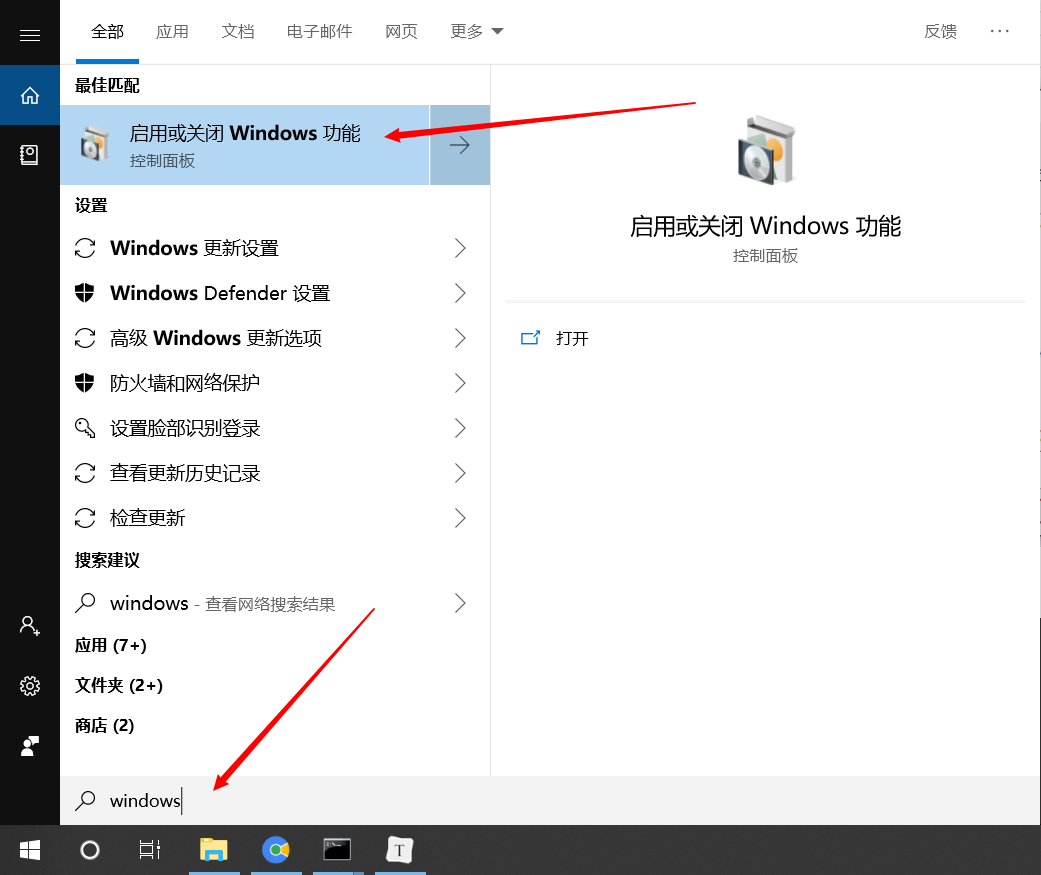 全部 应用 文档 电子邮件 网页 更多 反馈 ···
最佳匹配
启用或关闭 Windows 功能
控制面板
设置
Windows 更新设置
Windows Defender 设置
高级 Windows 更新选项
防火墙和网络保护
设置脸部识别登录
查看更新历史记录
检查更新
搜索建议
windows - 查看网络搜索结果
应用 (7+)
文件夹 (2+)
商店 (2)
windows
启用或关闭 Windows 功能
控制面板
打开
T